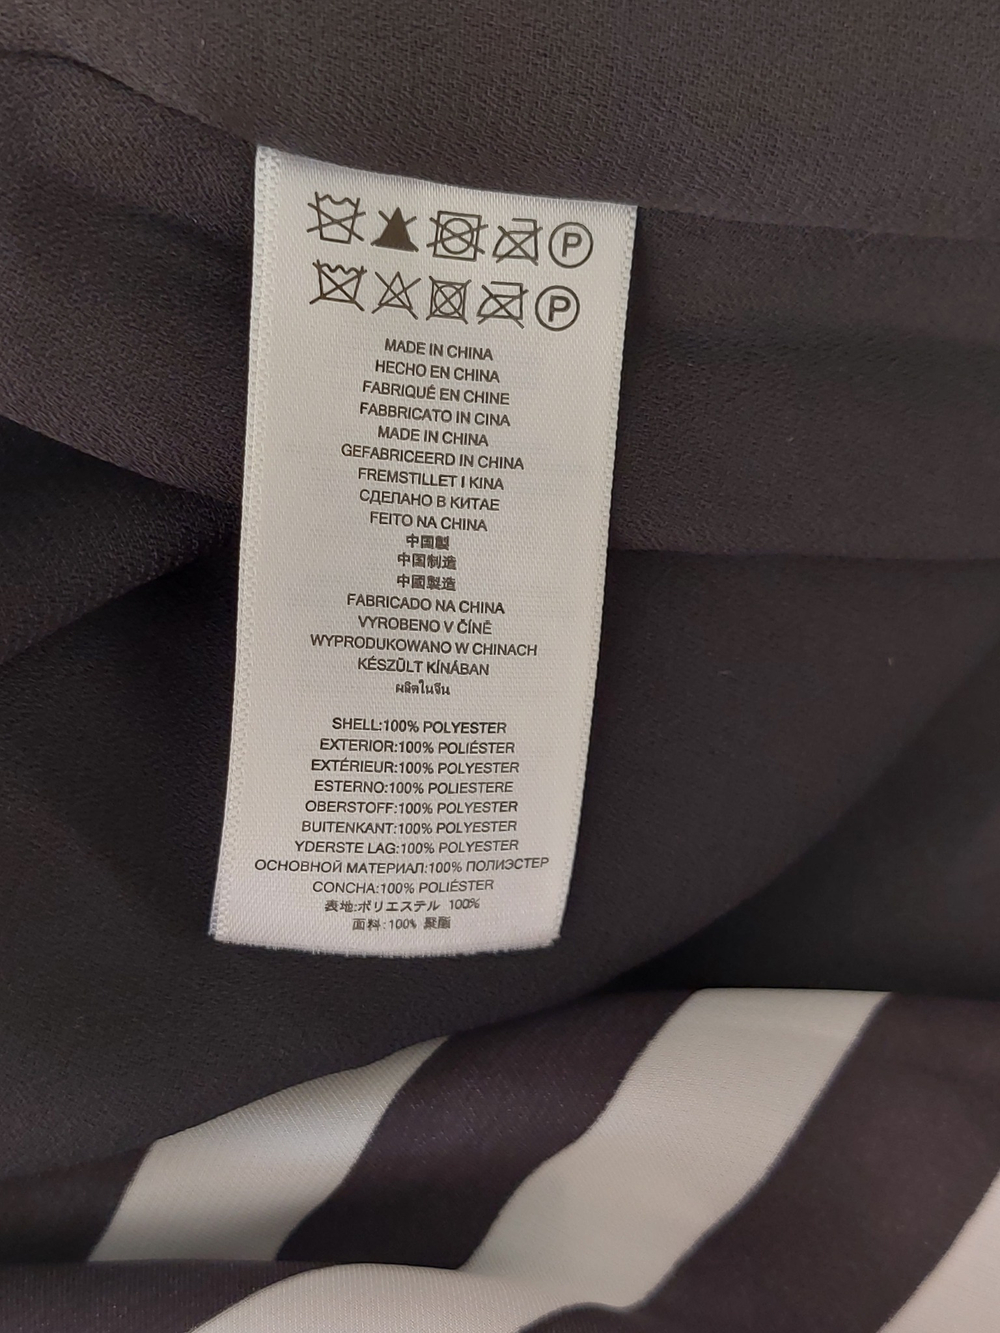 P
P
MADE IN CHINA
HECHO EN CHINA
FABRIQUÉ EN CHINE
FABBRICATO IN CINA
MADE IN CHINA
GEFABRICEERD IN CHINA
FREMSTILLET I KINA
СДЕЛАНО В КИТАЕ
FEITO NA CHINA
中国製
中国制造
中國製造
FABRICADO NA CHINA
VYROBENO V ČÍNĚ
WYPRODUKOWANO W CHINACH
KÉSZÜLT KÍNÁBAN
ผลิตในจีน
SHELL:100% POLYESTER
EXTERIOR:100% POLIÉSTER
EXTÉRIEUR:100% POLYESTER
ESTERNO:100% POLIESTERE
OBERSTOFF:100% POLYESTER
BUITENKANT:100% POLYESTER
YDERSTE LAG:100% POLYESTER
ОСНОВНОЙ МАТЕРИАЛ:100% ПОЛИЭСТЕР
CONCHA:100% POLIÉSTER
表地:ポリエステル 100%
面料:100% 聚酯